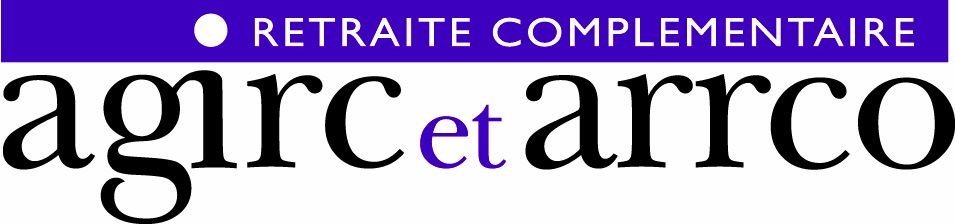 RETRAITE COMPLEMENTAIRE
agirc et arrco